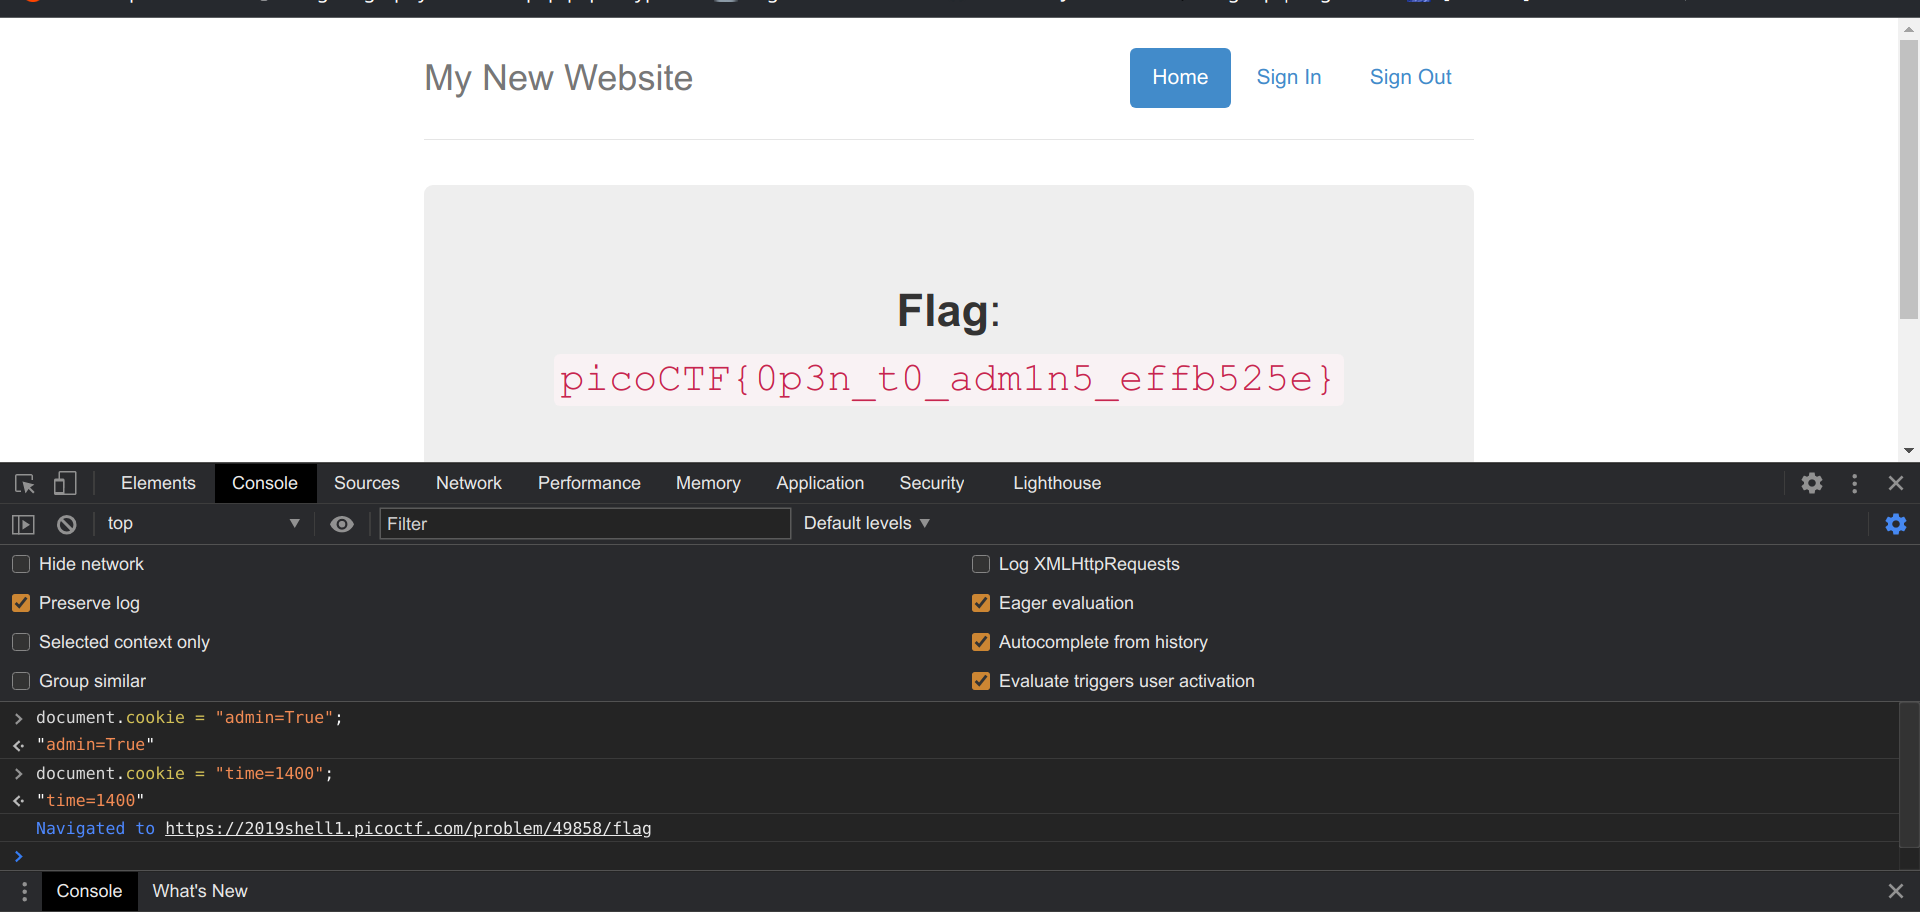 My New Website
Home Sign In Sign Out
Flag:
picoCTF{0p3n_t0_adm1n5_effb525e}
Elements Console Sources Network Performance Memory Application Security Lighthouse
top Filter Default levels
Hide network Log XMLHttpRequests
Preserve log Eager evaluation
Selected context only Autocomplete from history
Group similar Evaluate triggers user activation
document.cookie = "admin=True";
"admin=True"
document.cookie = "time=1400";
"time=1400"
Navigated to https://2019shell1.picoctf.com/problem/49858/flag
Console What's New